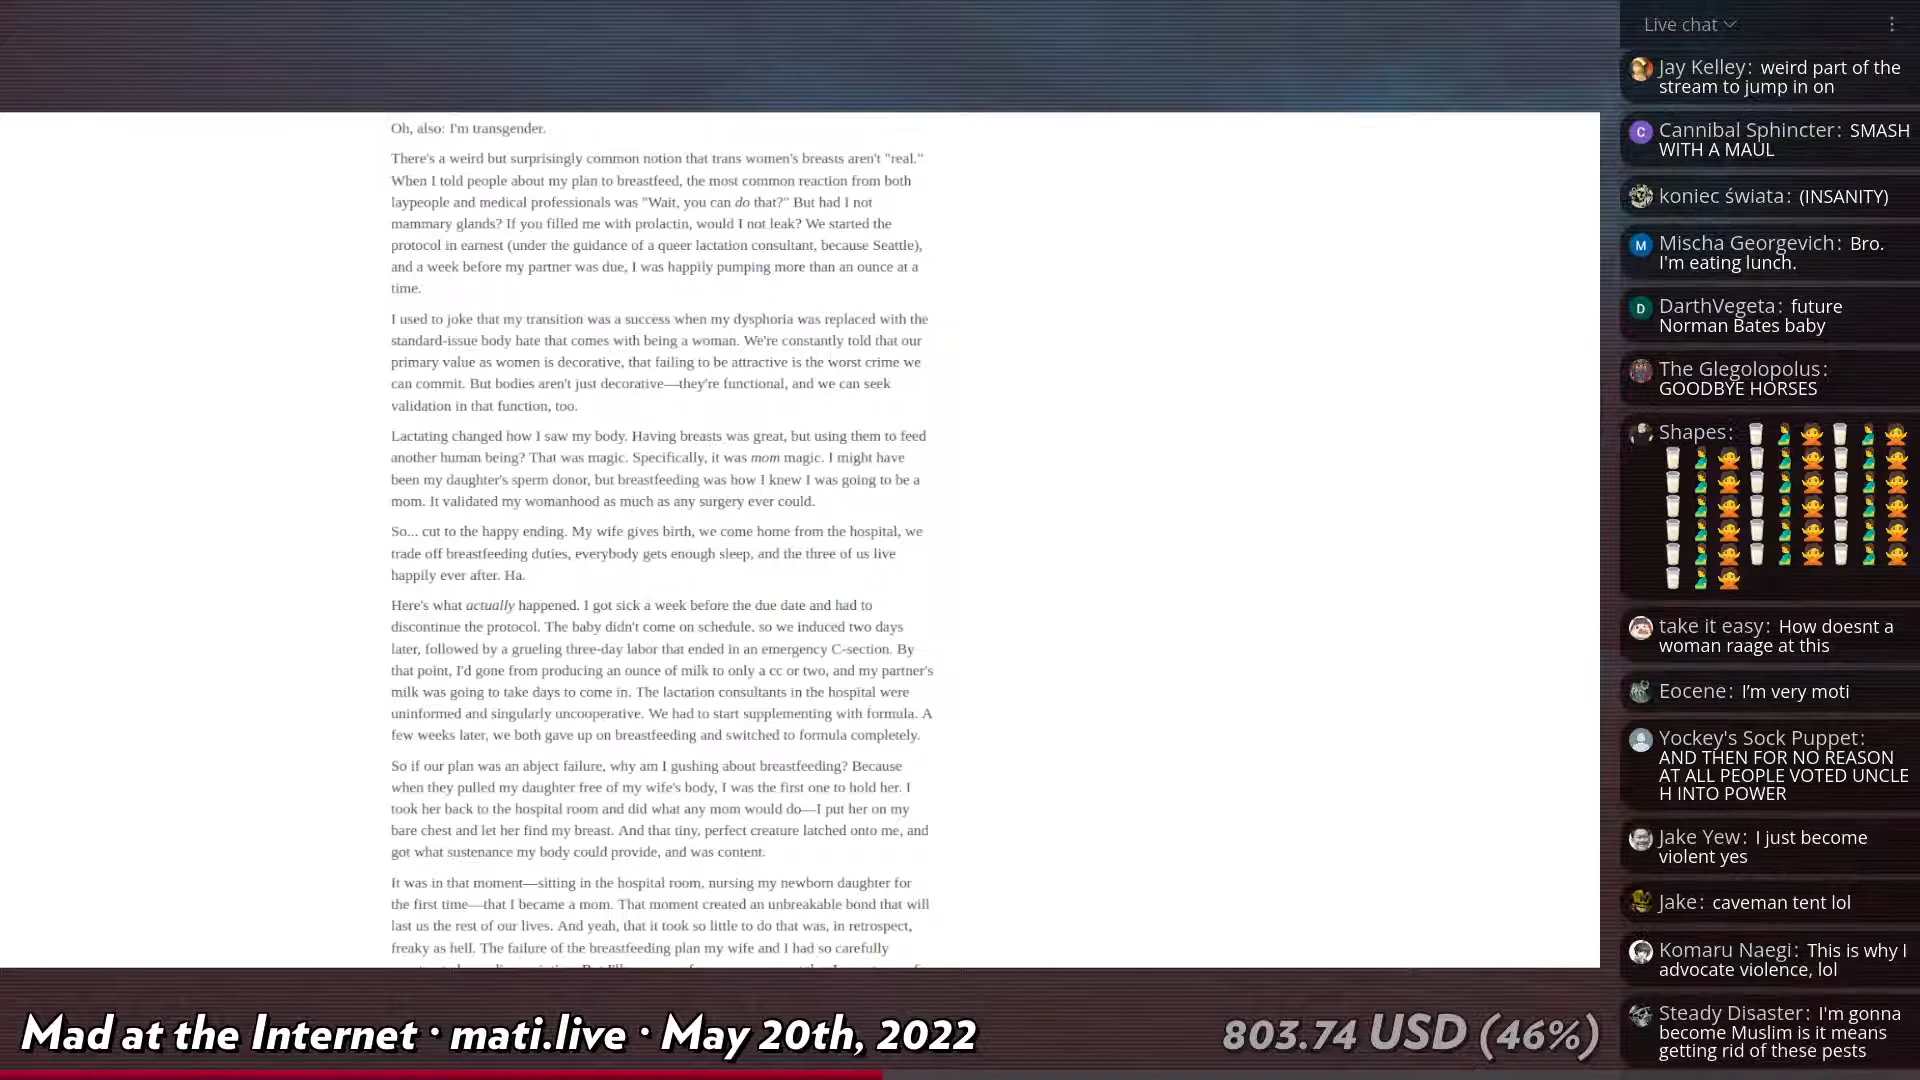 Oh, also: I'm transgender.
There's a weird but surprisingly common notion that trans women's breasts aren't "real."
When I told people about my plan to breastfeed, the most common reaction from both
laypeople and medical professionals was "Wait, you can do that?" But had I not
mammary glands? If you filled me with prolactin, would I not leak? We started the
protocol in earnest (under the guidance of a queer lactation consultant, because Seattle),
and a week before my partner was due, I was happily pumping more than an ounce at a
time.
I used to joke that my transition was a success when my dysphoria was replaced with the
standard-issue body hate that comes with being a woman. We're constantly told that our
primary value as women is decorative, that failing to be attractive is the worst crime we
can commit. But bodies aren't just decorative—they're functional, and we can seek
validation in that function, too.
Lactating changed how I saw my body. Having breasts was great, but using them to feed
another human being? That was magic. Specifically, it was mom magic. I might have
been my daughter's sperm donor, but breastfeeding was how I knew I was going to be a
mom. It validated my womanhood as much as any surgery ever could.
So... cut to the happy ending. My wife gives birth, we come home from the hospital, we
trade off breastfeeding duties, everybody gets enough sleep, and the three of us live
happily ever after. Ha.
Here's what actually happened. I got sick a week before the due date and had to
discontinue the protocol. The baby didn't come on schedule, so we induced two days
later, followed by a grueling three-day labor that ended in an emergency C-section. By
that point, I'd gone from producing an ounce of milk to only a cc or two, and my partner's
milk was going to take days to come in. The lactation consultants in the hospital were
uninformed and singularly uncooperative. We had to start supplementing with formula. A
few weeks later, we both gave up on breastfeeding and switched to formula completely.
So if our plan was an abject failure, why am I gushing about breastfeeding? Because
when they pulled my daughter free of my wife's body, I was the first one to hold her. I
took her back to the hospital room and did what any mom would do—I put her on my
bare chest and let her find my breast. And that tiny, perfect creature latched onto me, and
got what sustenance my body could provide, and was content.
It was in that moment—sitting in the hospital room, nursing my newborn daughter for
the first time—that I became a mom. That moment created an unbreakable bond that will
last us the rest of our lives. And yeah, that it took so little to do that was, in retrospect,
freaky as hell. The failure of the breastfeeding plan my wife and I had so carefully
Mad at the Internet · mati.live · May 20th, 2022
803.74 USD (46%)
Live chat
Jay Kelley: weird part of the
stream to jump in on
C
Cannibal Sphincter: SMASH
WITH A MAUL
koniec świata: (INSANITY)
M
Mischa Georgevich: Bro.
I'm eating lunch.
D
DarthVegeta: future
Norman Bates baby
The Glegolopolus:
GOODBYE HORSES
Shapes:
take it easy: How doesnt a
woman raage at this
Eocene: I'm very moti
Yockey's Sock Puppet:
AND THEN FOR NO REASON
AT ALL PEOPLE VOTED UNCLE
H INTO POWER
Jake Yew: I just become
violent yes
Jake: caveman tent lol
Komaru Naegi: This is why I
advocate violence, lol
Steady Disaster: I'm gonna
become Muslim is it means
getting rid of these pests